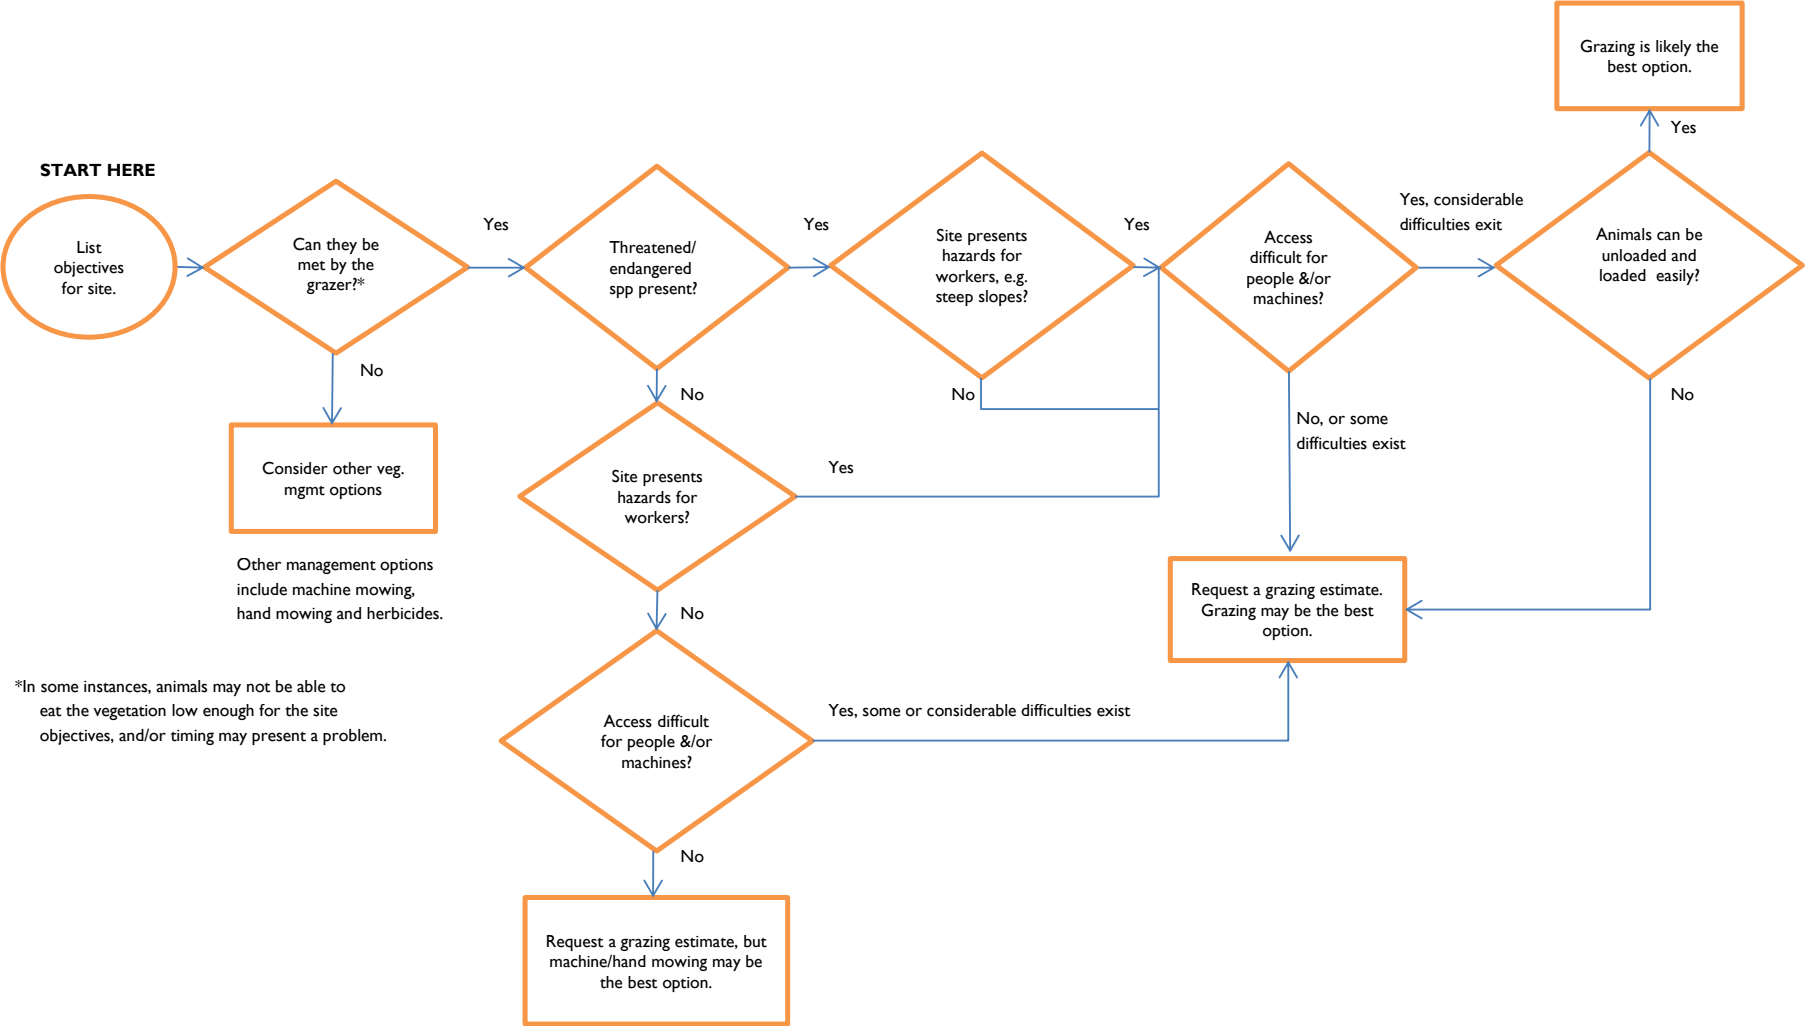 Grazing is likely the
best option.
Yes
START HERE
List
objectives
for site.
Can they be
met by the
grazer?*
Yes
Threatened/
endangered
spp present?
Yes
Site presents
hazards for
workers, e.g.
steep slopes?
Yes
Access
difficult for
people &/or
machines?
Yes, considerable
difficulties exit
Animals can be
unloaded and
loaded  easily?
No
No
No
No
No, or some
difficulties exist
Consider other veg.
mgmt options
Site presents
hazards for
workers?
Yes
Other management options
include machine mowing,
hand mowing and herbicides.
No
Request a grazing estimate.
Grazing may be the best
option.
*In some instances, animals may not be able to
eat the vegetation low enough for the site
objectives, and/or timing may present a problem.
Access difficult
for people &/or
machines?
Yes, some or considerable difficulties exist
No
Request a grazing estimate, but
machine/hand mowing may be
the best option.